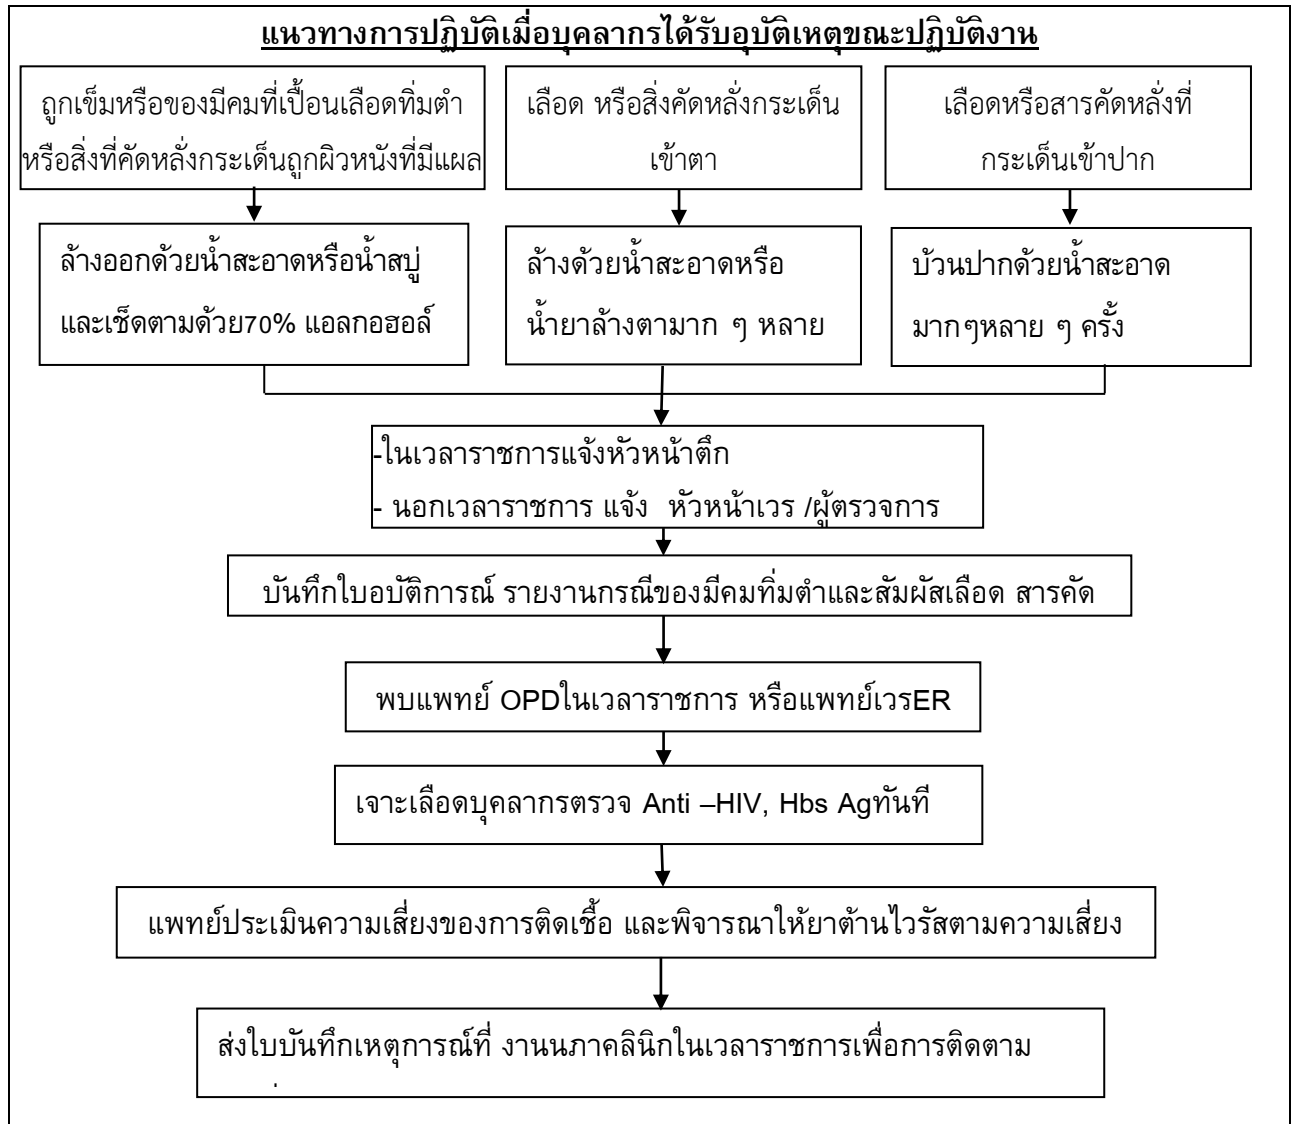 แนวทางการปฏิบัติเมื่อบุคลากรได้รับอุบัติเหตุขณะปฏิบัติงาน
ถูกเข็มหรือของมีคมที่เปื้อนเลือดทิ่มตำ
หรือสิ่งที่คัดหลั่งกระเด็นถูกผิวหนังที่มีแผล
เลือด หรือสิ่งคัดหลั่งกระเด็น
เข้าตา
เลือดหรือสารคัดหลั่งที่
กระเด็นเข้าปาก
ล้างออกด้วยน้ำสะอาดหรือน้ำสบู่
และเช็ดตามด้วย70% แอลกอฮอล์
ล้างด้วยน้ำสะอาดหรือ
น้ำยาล้างตามาก ๆ หลาย
บ้วนปากด้วยน้ำสะอาด
มากๆหลาย ๆ ครั้ง
-ในเวลาราชการแจ้งหัวหน้าตึก
- นอกเวลาราชการ แจ้ง หัวหน้าเวร /ผู้ตรวจการ
บันทึกใบอบัติการณ์ รายงานกรณีของมีคมทิ่มตำและสัมผัสเลือด สารคัด
พบแพทย์ OPDในเวลาราชการ หรือแพทย์เวรER
เจาะเลือดบุคลากรตรวจ Anti –HIV, Hbs Agทันที
แพทย์ประเมินความเสี่ยงของการติดเชื้อ และพิจารณาให้ยาต้านไวรัสตามความเสี่ยง
ส่งใบบันทึกเหตุการณ์ที่ งานนภาคลินิกในเวลาราชการเพื่อการติดตาม